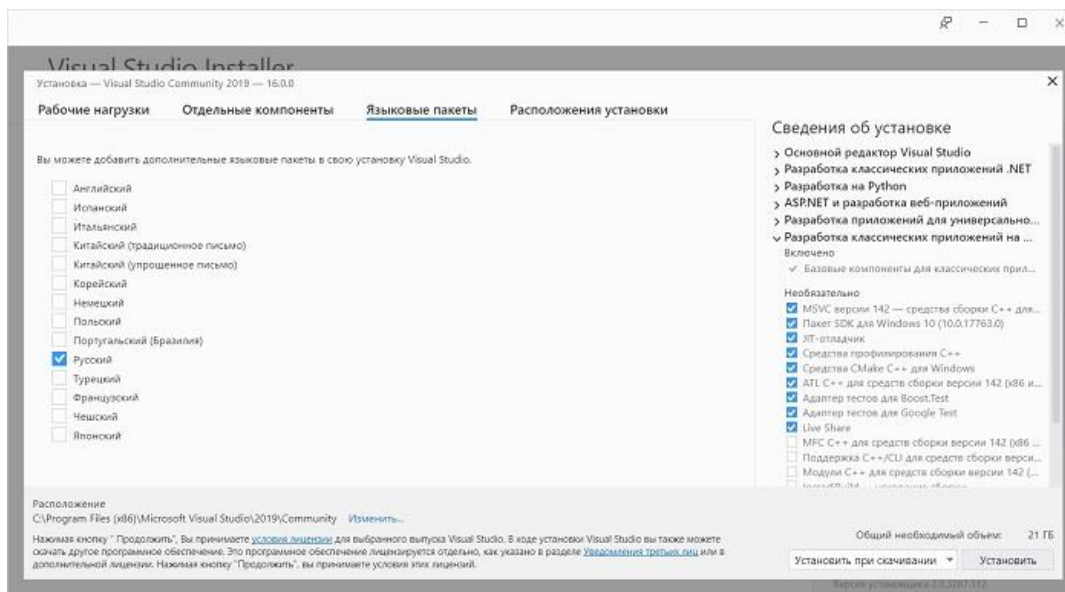 Visual Studio Installer
Установка — Visual Studio Community 2019 — 16.0.0
Рабочие нагрузки Отдельные компоненты Языковые пакеты Расположения установки
Вы можете добавить дополнительные языковые пакеты в свою установку Visual Studio.
Английский
Испанский
Итальянский
Китайский (традиционное письмо)
Китайский (упрощенное письмо)
Корейский
Немецкий
Польский
Португальский (Бразилия)
Русский
Турецкий
Французский
Чешский
Японский
Сведения об установке
Основной редактор Visual Studio
Разработка классических приложений .NET
Разработка на Python
ASP.NET и разработка веб-приложений
Разработка приложений для универсально...
Разработка классических приложений на ...
Включено
Базовые компоненты для классических прил...
Необязательно
MSVC версии 142 — средства сборки C++ для...
Пакет SDK для Windows 10 (10.0.17763.0)
JIT-отладчик
Средства профилирования C++
Средства CMake C++ для Windows
ATL C++ для средств сборки версии 142 (x86 и...
Адаптер тестов для Boost.Test
Адаптер тестов для Google Test
Live Share
MFC C++ для средств сборки версии 142 (x86 ...
Поддержка C++/CLI для средств сборки верси...
Модули C++ для средств сборки версии 142 (...
Расположение
C:\Program Files (x86)\Microsoft Visual Studio\2019\Community Изменить...
Нажимая кнопку "Продолжить", Вы принимаете условия лицензии для выбранного выпуска Visual Studio. В ходе установки Visual Studio вы также можете
скачать другое программное обеспечение. Это программное обеспечение лицензируется отдельно, как указано в разделе Уведомления третьих лиц или в
дополнительной лицензии. Нажимая кнопку "Продолжить", вы принимаете условия этих лицензий.
Общий необходимый объем: 21 ГБ
Установить при скачивании Установить
Версия установщика